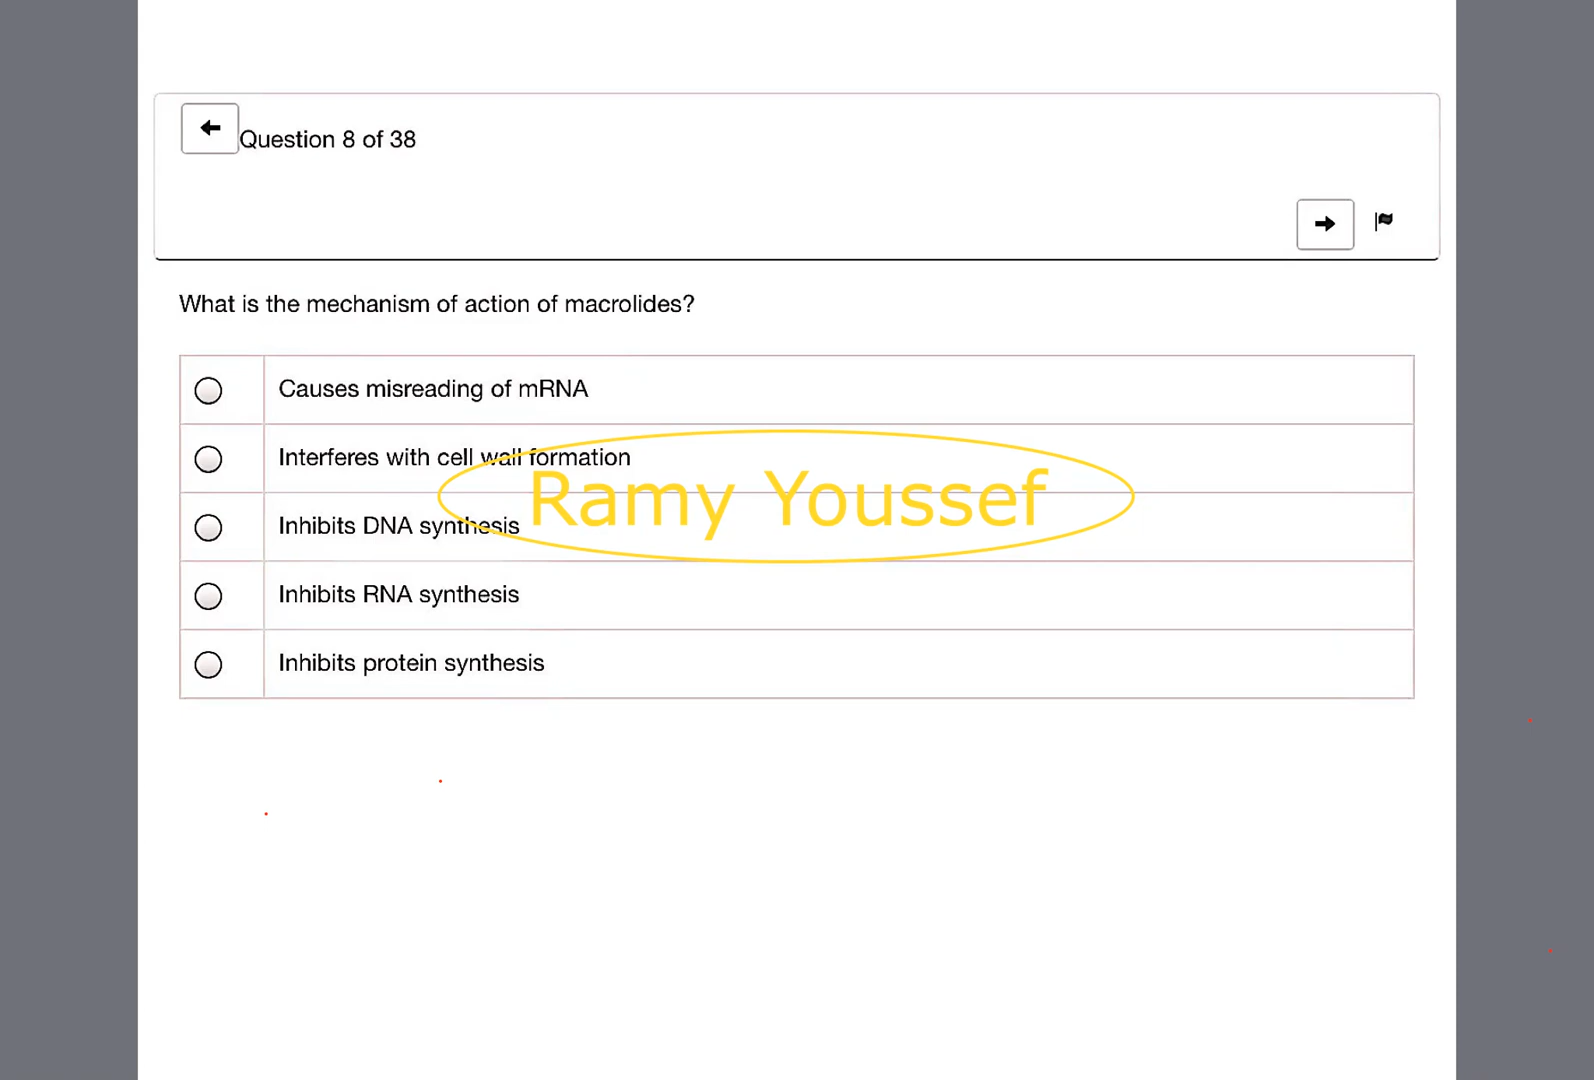 Question 8 of 38
What is the mechanism of action of macrolides?
Causes misreading of mRNA
Interferes with cell wall formation
Ramy Youssef
Inhibits DNA synthesis
Inhibits RNA synthesis
Inhibits protein synthesis